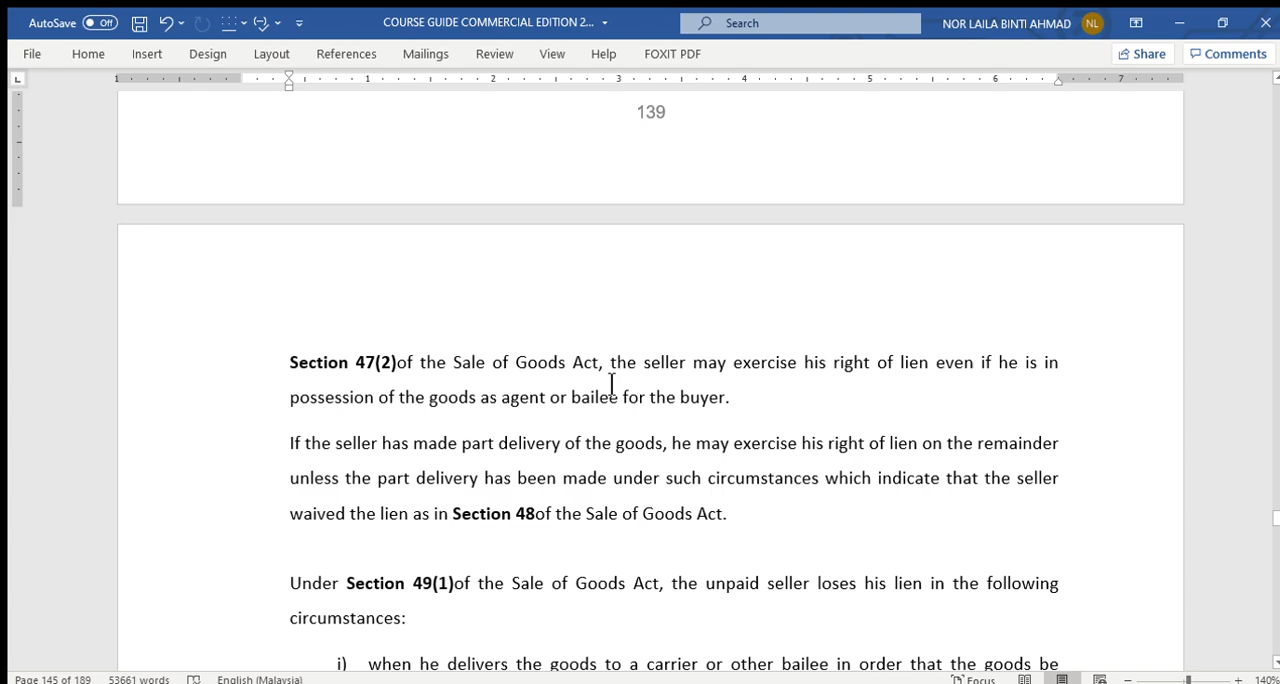 AutoSave Off COURSE GUIDE COMMERCIAL EDITION 2... Search NOR LAILA BINTI AHMAD NL
File Home Insert Design Layout References Mailings Review View Help FOXIT PDF Share Comments
1 1 2 3 4 5 6 7
139
Section 47(2)of the Sale of Goods Act, the seller may exercise his right of lien even if he is in
possession of the goods as agent or bailee for the buyer.
If the seller has made part delivery of the goods, he may exercise his right of lien on the remainder
unless the part delivery has been made under such circumstances which indicate that the seller
waived the lien as in Section 48of the Sale of Goods Act.
Under Section 49(1)of the Sale of Goods Act, the unpaid seller loses his lien in the following
circumstances:
i) when he delivers the goods to a carrier or other bailee in order that the goods be
Page 145 of 189 53661 words English (Malaysia) Focus 140%